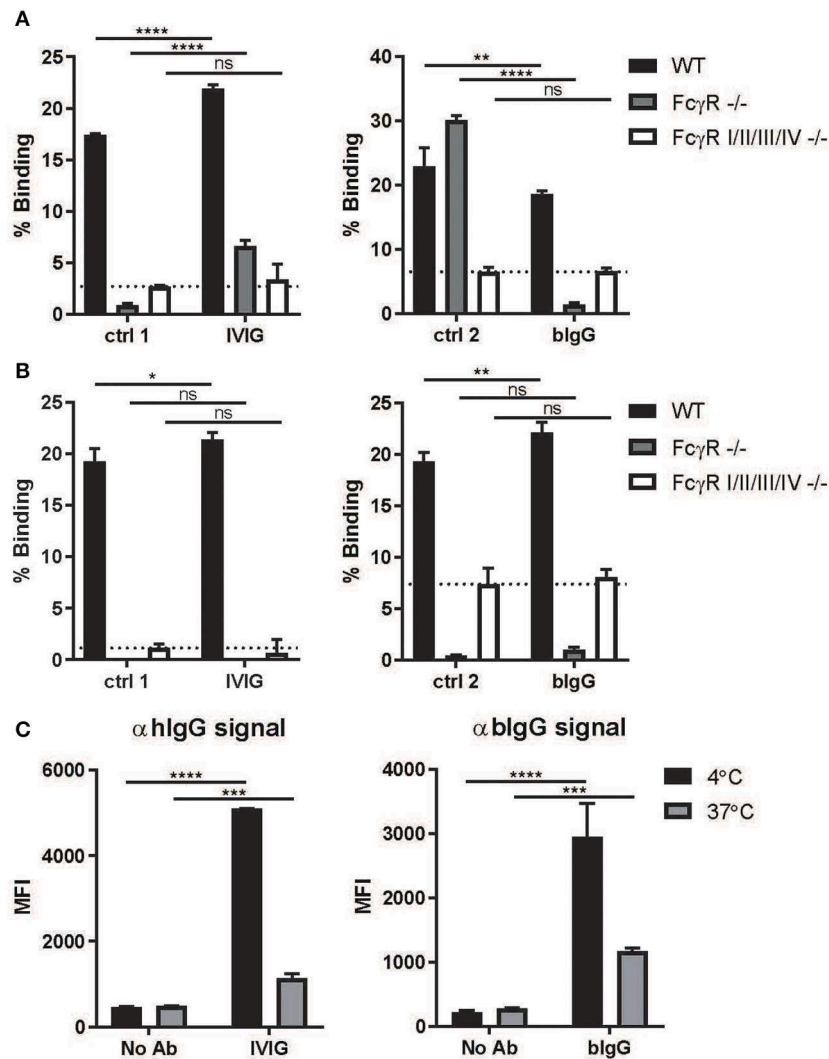 A
****
****
ns
25
20
15
10
5
0
% Binding
ctrl 1
IVIG
**
****
ns
40
30
20
10
0
% Binding
ctrl 2
bIgG
WT
FcγR -/-
FcγR I/II/III/IV -/-
B
*
ns
ns
25
20
15
10
5
0
% Binding
ctrl 1
IVIG
**
ns
ns
25
20
15
10
5
0
% Binding
ctrl 2
bIgG
WT
FcγR -/-
FcγR I/II/III/IV -/-
C
α hIgG signal
****
***
6000
4000
2000
0
MFI
No Ab
IVIG
α bIgG signal
****
***
4000
3000
2000
1000
0
MFI
No Ab
bIgG
4°C
37°C